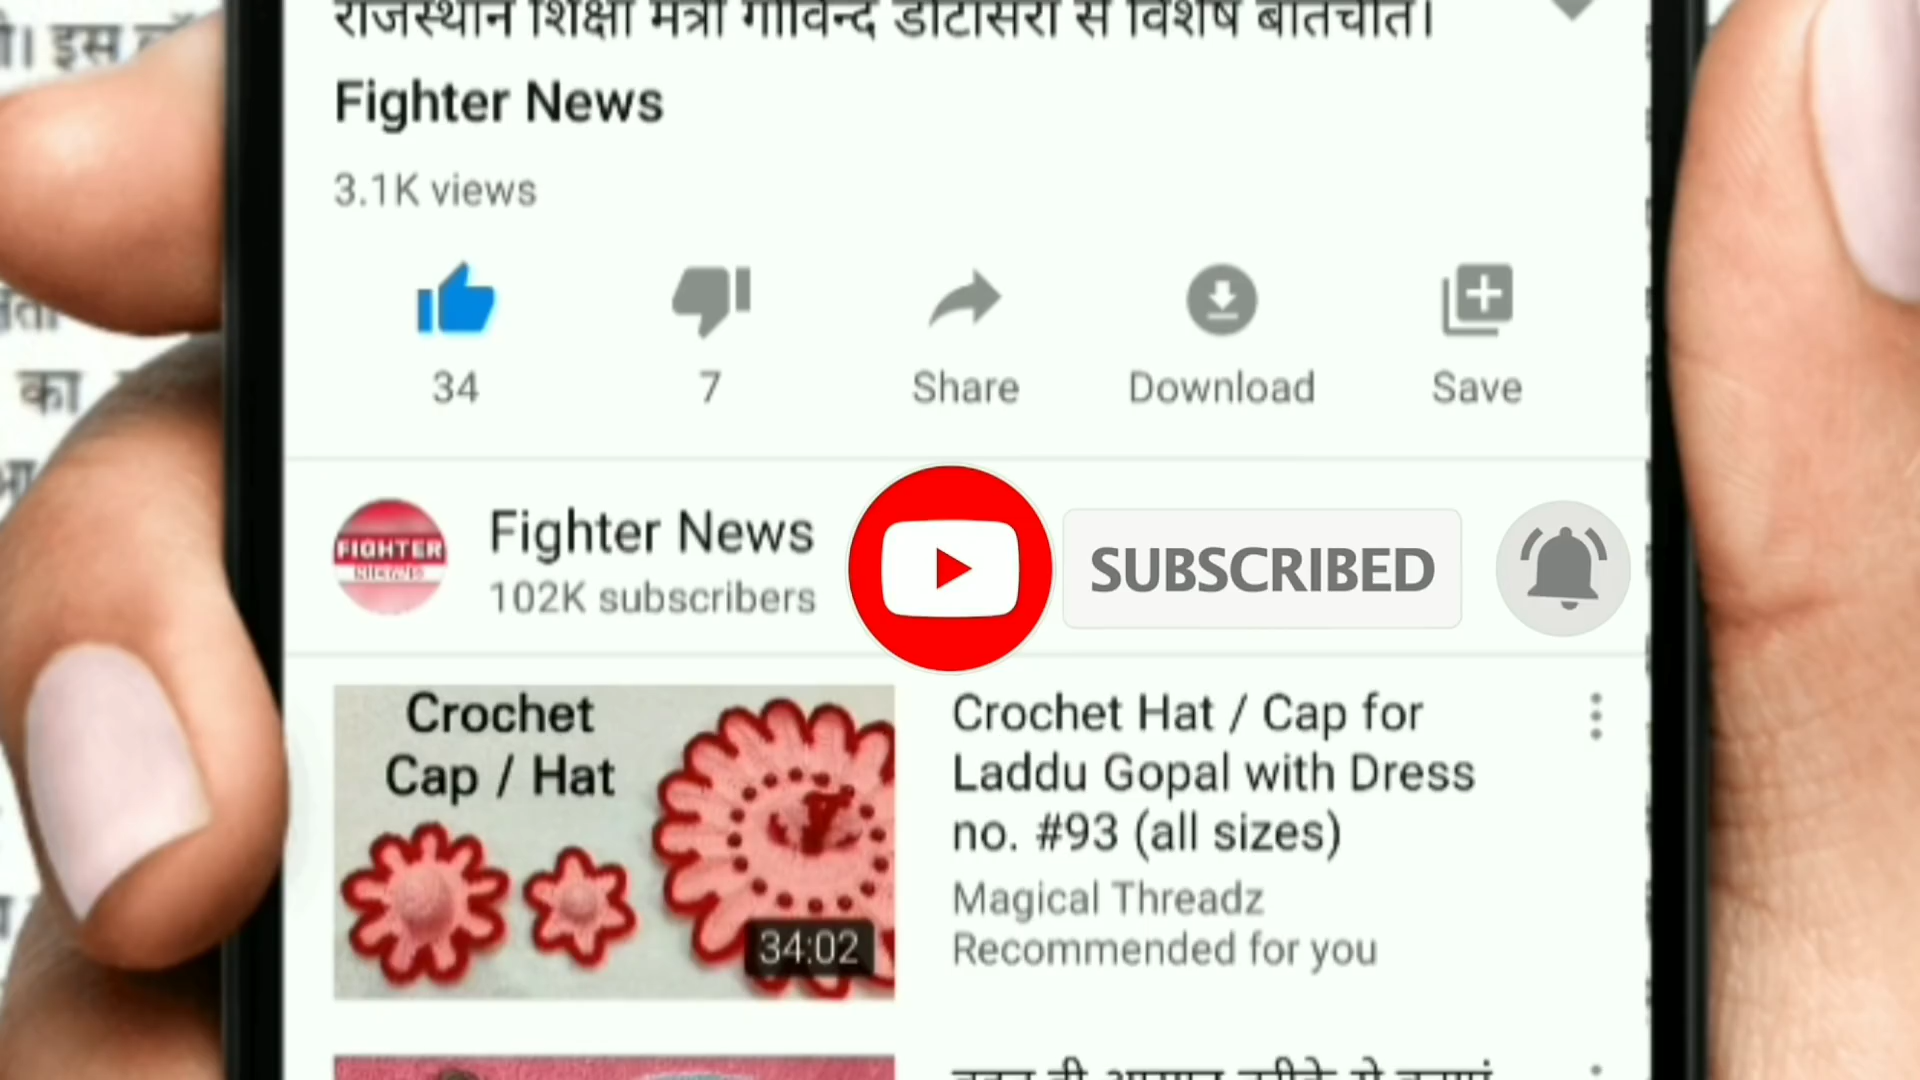 राजस्थान शिक्षा मंत्री गोविन्द डोटासरा से विशेष बातचीत।
Fighter News
3.1K views
34
7
Share
Download
Save
FIGHTER
Fighter News
102K subscribers
SUBSCRIBED
Crochet
Cap / Hat
34:02
Crochet Hat / Cap for
Laddu Gopal with Dress
no. #93 (all sizes)
Magical Threadz
Recommended for you
इस
का